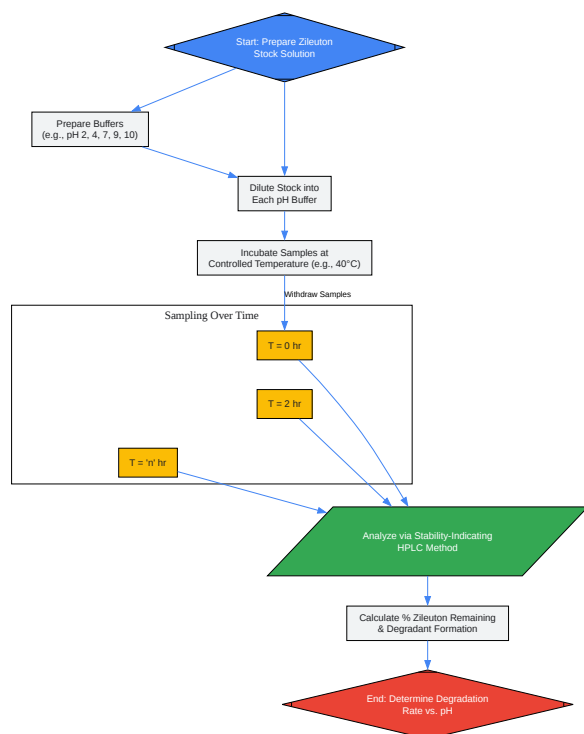 Start: Prepare Zileuton
Stock Solution
Prepare Buffers
(e.g., pH 2, 4, 7, 9, 10)
Dilute Stock into
Each pH Buffer
Incubate Samples at
Controlled Temperature (e.g., 40°C)
Withdraw Samples
Sampling Over Time
T = 0 hr
T = 2 hr
T = 'n' hr
Analyze via Stability-Indicating
HPLC Method
Calculate % Zileuton Remaining
& Degradant Formation
End: Determine Degradation
Rate vs. pH